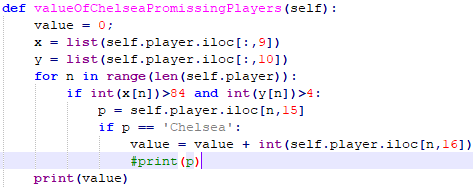 def valueOfChelseaPromissingPlayers(self):
    value = 0;
    x = list(self.player.iloc[:,9])
    y = list(self.player.iloc[:,10])
    for n in range(len(self.player)):
        if int(x[n])>84 and int(y[n])>4:
            p = self.player.iloc[n,15]
            if p == 'Chelsea':
                value = value + int(self.player.iloc[n,16])
                #print(p)
    print(value)